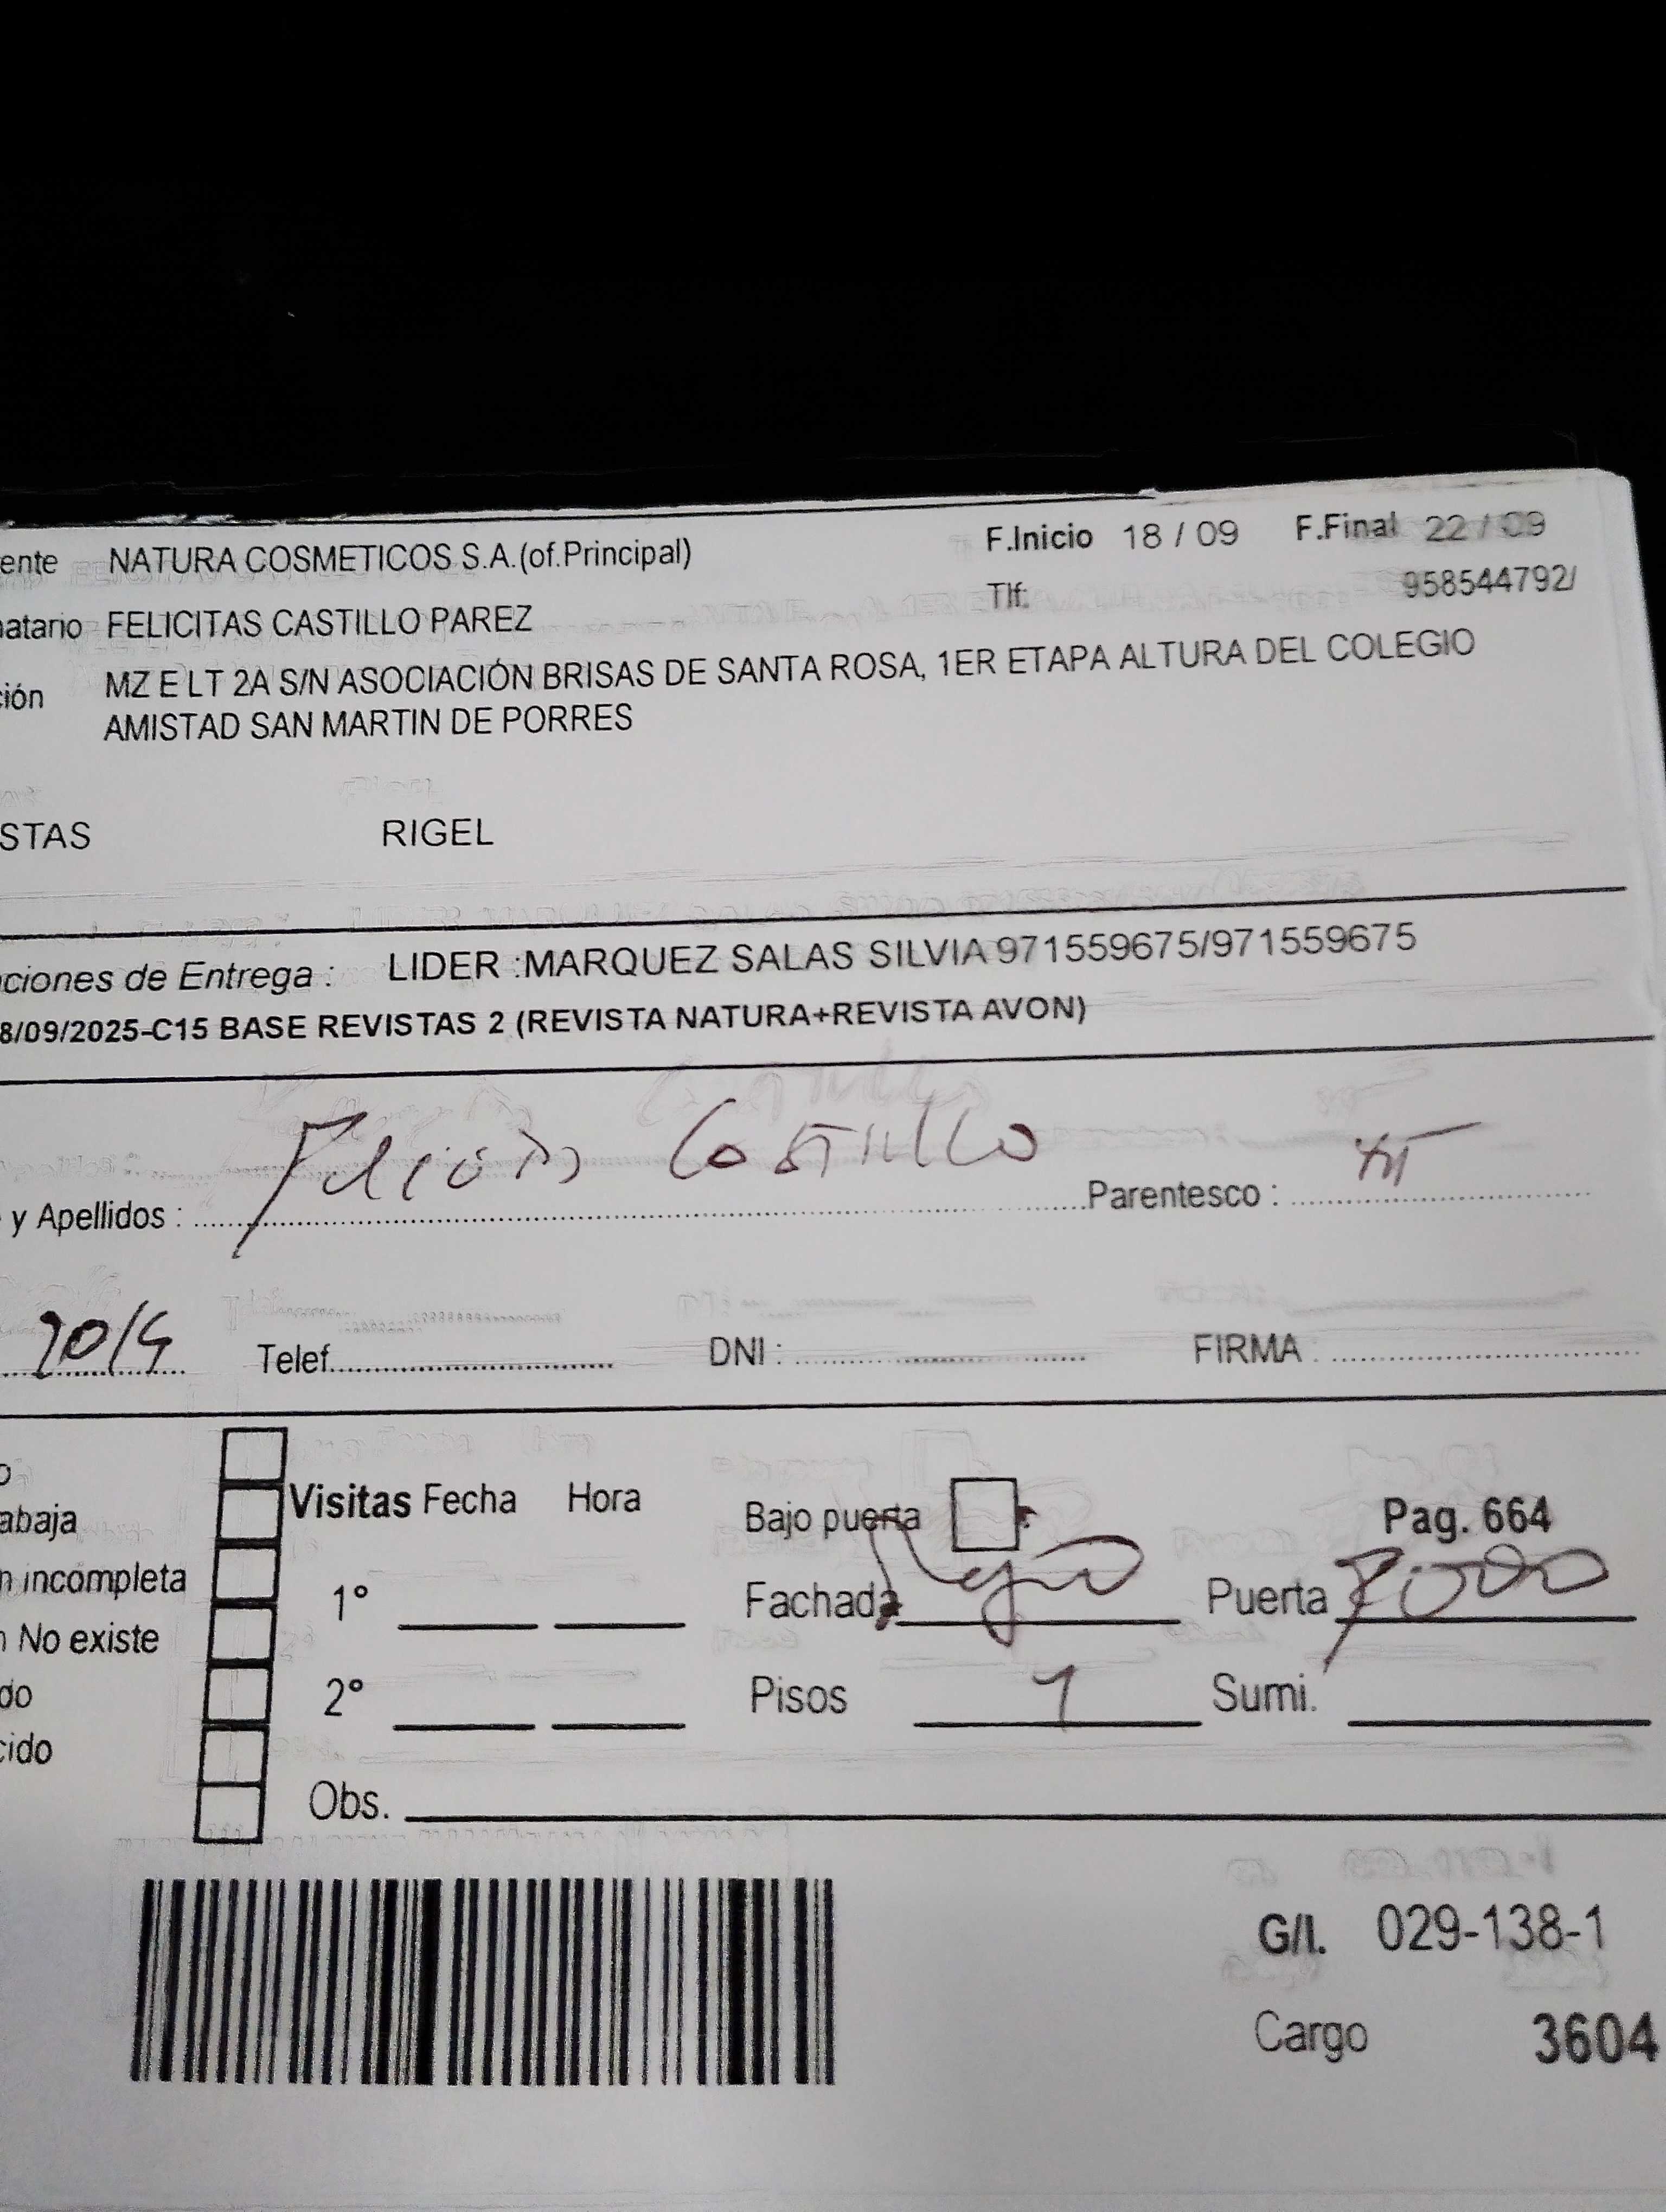 ente NATURA COSMETICOS S.A.(of.Principal) F.Inicio 18 / 09 F.Final 22 / 09
Tlf: 958544792/
natario FELICITAS CASTILLO PAREZ
ción MZ E LT 2A S/N ASOCIACIÓN BRISAS DE SANTA ROSA, 1ER ETAPA ALTURA DEL COLEGIO
AMISTAD SAN MARTIN DE PORRES
STAS RIGEL
ciones de Entrega : LIDER :MARQUEZ SALAS SILVIA 971559675/971559675
8/09/2025-C15 BASE REVISTAS 2 (REVISTA NATURA+REVISTA AVON)
y Apellidos : Felicitas Castillo Parentesco :
Telef. DNI : FIRMA :
o
abaja Visitas Fecha Hora Bajo puerta Pag. 664
n incompleta 1° Fachada Puerta
n No existe
do 2° Pisos 1 Sumi.
cido
Obs.
G/I. 029-138-1
Cargo 3604